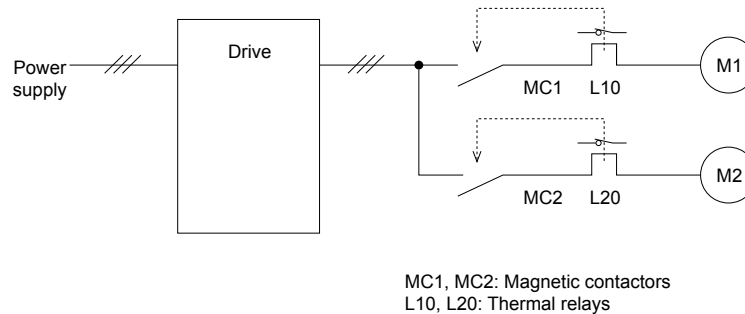 Drive
Power
supply
M1
MC1 L10
M2
MC2 L20
MC1, MC2: Magnetic contactors
L10, L20: Thermal relays